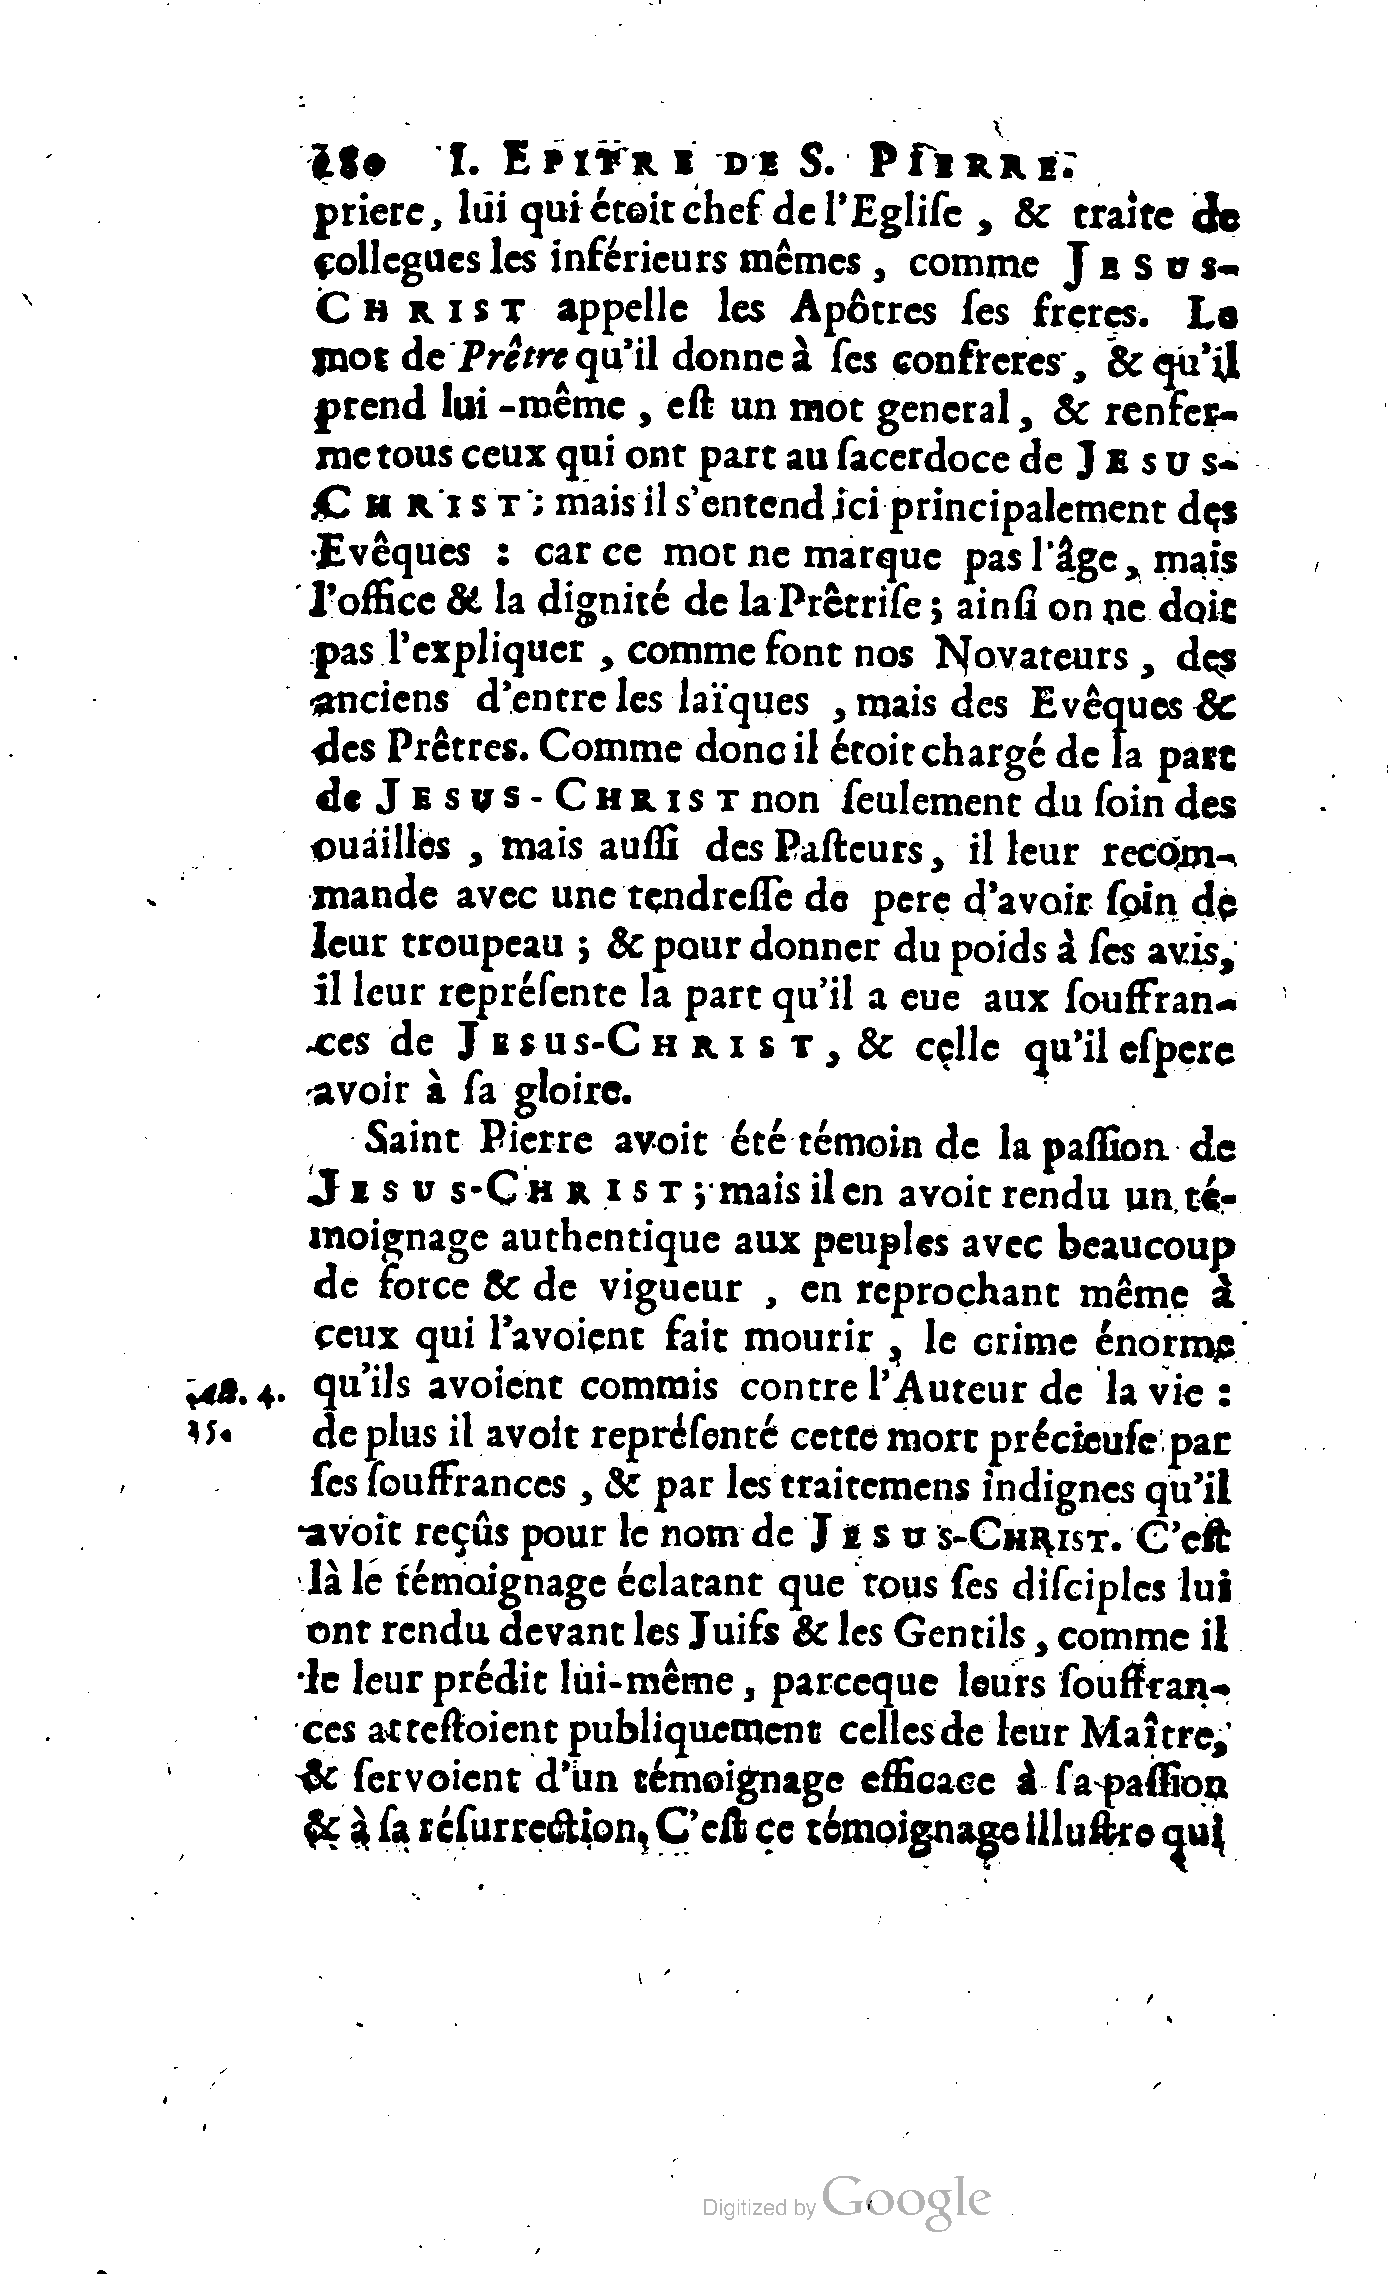 280 I. EPITRE DE S. PIERRE.
priere, lui qui étoit chef de l'Egliſe, & traite de
collegues les inférieurs mêmes, comme JESUS-
CHRIST appelle les Apôtres ſes freres. Le
mot de Prêtre qu'il donne à ſes confreres, & qu'il
prend lui-même, eſt un mot general, & renfer-
me tous ceux qui ont part au ſacerdoce de JESUS-
CHRIST; mais il s'entend ici principalement des
Evêques : car ce mot ne marque pas l'âge, mais
l'office & la dignité de la Prêtriſe; ainſi on ne doit
pas l'expliquer, comme font nos Novateurs, des
anciens d'entre les laïques, mais des Evêques &
des Prêtres. Comme donc il étoit chargé de la part
de JESUS-CHRIST non ſeulement du ſoin des
ouailles, mais auſſi des Paſteurs, il leur recom-
mande avec une tendreſſe de pere d'avoir ſoin de
leur troupeau ; & pour donner du poids à ſes avis,
il leur repréſente la part qu'il a eue aux ſouffran-
ces de JESUS-CHRIST, & celle qu'il eſpere
avoir à ſa gloire.
Saint Pierre avoit été témoin de la paſſion de
JESUS-CHRIST; mais il en avoit rendu un té-
moignage authentique aux peuples avec beaucoup
de force & de vigueur, en reprochant même à
ceux qui l'avoient fait mourir, le crime énorme
Act. 4. qu'ils avoient commis contre l'Auteur de la vie :
de plus il avoit repréſenté cette mort précieuſe par
ſes ſouffrances, & par les traitemens indignes qu'il
avoit reçûs pour le nom de JESUS-CHRIST. C'eſt
là le témoignage éclatant que tous ſes diſciples lui
ont rendu devant les Juifs & les Gentils, comme il
le leur prédit lui-même, parceque leurs ſouffran-
ces atteſtoient publiquement celles de leur Maître,
& ſervoient d'un témoignage efficace à ſa paſſion
& à ſa réſurrection, C'eſt ce témoignage illuſtre qui
Digitized by Google